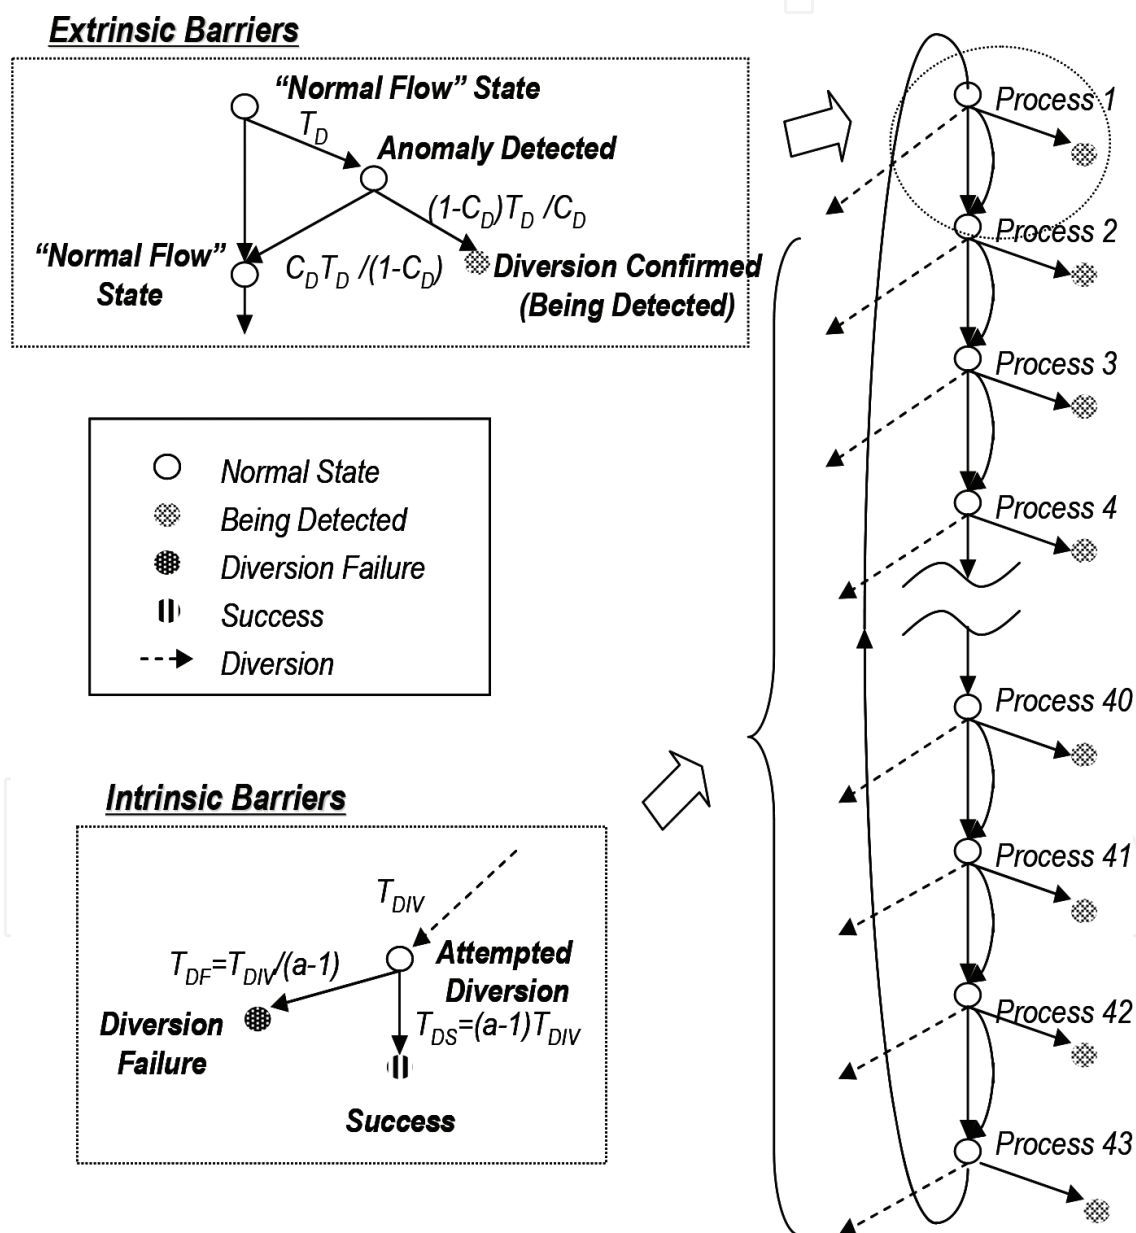 Extrinsic Barriers
“Normal Flow” State
T_D
Anomaly Detected
(1-C_D)T_D /C_D
“Normal Flow”
State
C_DT_D /(1-C_D)
Diversion Confirmed
(Being Detected)
Normal State
Being Detected
Diversion Failure
Success
Diversion
Intrinsic Barriers
T_DIV
T_DF=T_DIV/(a-1)
Attempted
Diversion
Diversion
Failure
T_DS=(a-1)T_DIV
Success
Process 1
Process 2
Process 3
Process 4
Process 40
Process 41
Process 42
Process 43